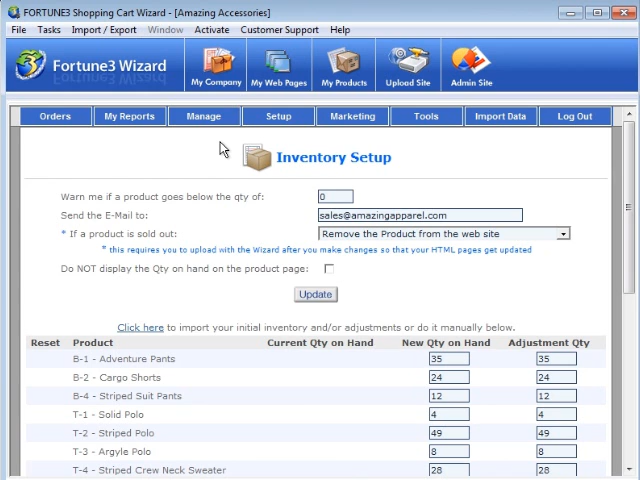 FORTUNE3 Shopping Cart Wizard - [Amazing Accessories]
File Tasks Import / Export Window Activate Customer Support Help
Fortune3 Wizard My Company My Web Pages My Products Upload Site Admin Site
Orders My Reports Manage Setup Marketing Tools Import Data Log Out
Inventory Setup
Warn me if a product goes below the qty of: 0
Send the E-Mail to: sales@amazingapparel.com
* If a product is sold out: Remove the Product from the web site
* this requires you to upload with the Wizard after you make changes so that your HTML pages get updated
Do NOT display the Qty on hand on the product page:
Update
Click here to import your initial inventory and/or adjustments or do it manually below.
Reset Product Current Qty on Hand New Qty on Hand Adjustment Qty
B-1 - Adventure Pants 35 35
B-2 - Cargo Shorts 24 24
B-4 - Striped Suit Pants 12 12
T-1 - Solid Polo 4 4
T-2 - Striped Polo 49 49
T-3 - Argyle Polo 8 8
T-4 - Striped Crew Neck Sweater 28 28